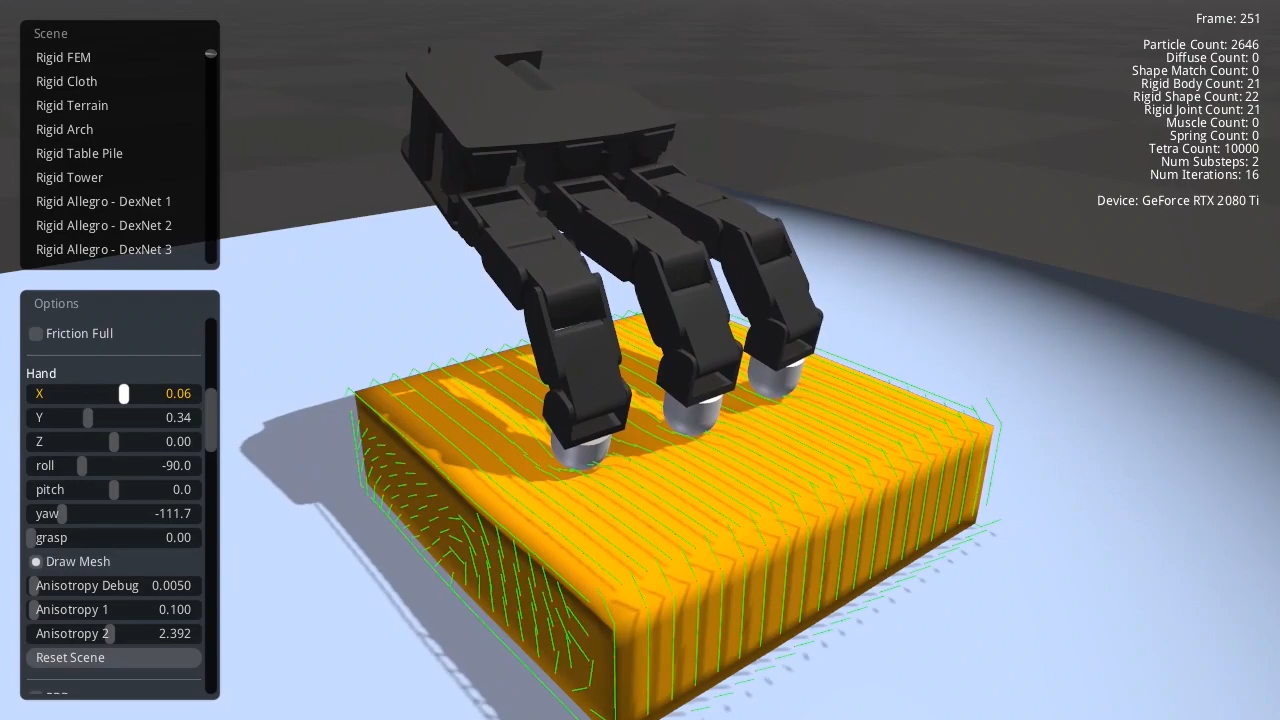 Scene
Rigid FEM
Rigid Cloth
Rigid Terrain
Rigid Arch
Rigid Table Pile
Rigid Tower
Rigid Allegro - DexNet 1
Rigid Allegro - DexNet 2
Rigid Allegro - DexNet 3
Options
Friction Full
Hand
X 0.06
Y 0.34
Z 0.00
roll -90.0
pitch 0.0
yaw -111.7
grasp 0.00
Draw Mesh
Anisotropy Debug 0.0050
Anisotropy 1 0.100
Anisotropy 2 2.392
Reset Scene
Frame: 251
Particle Count: 2646
Diffuse Count: 0
Shape Match Count: 0
Rigid Body Count: 21
Rigid Shape Count: 22
Rigid Joint Count: 21
Muscle Count: 0
Spring Count: 0
Tetra Count: 10000
Num Substeps: 2
Num Iterations: 16
Device: GeForce RTX 2080 Ti